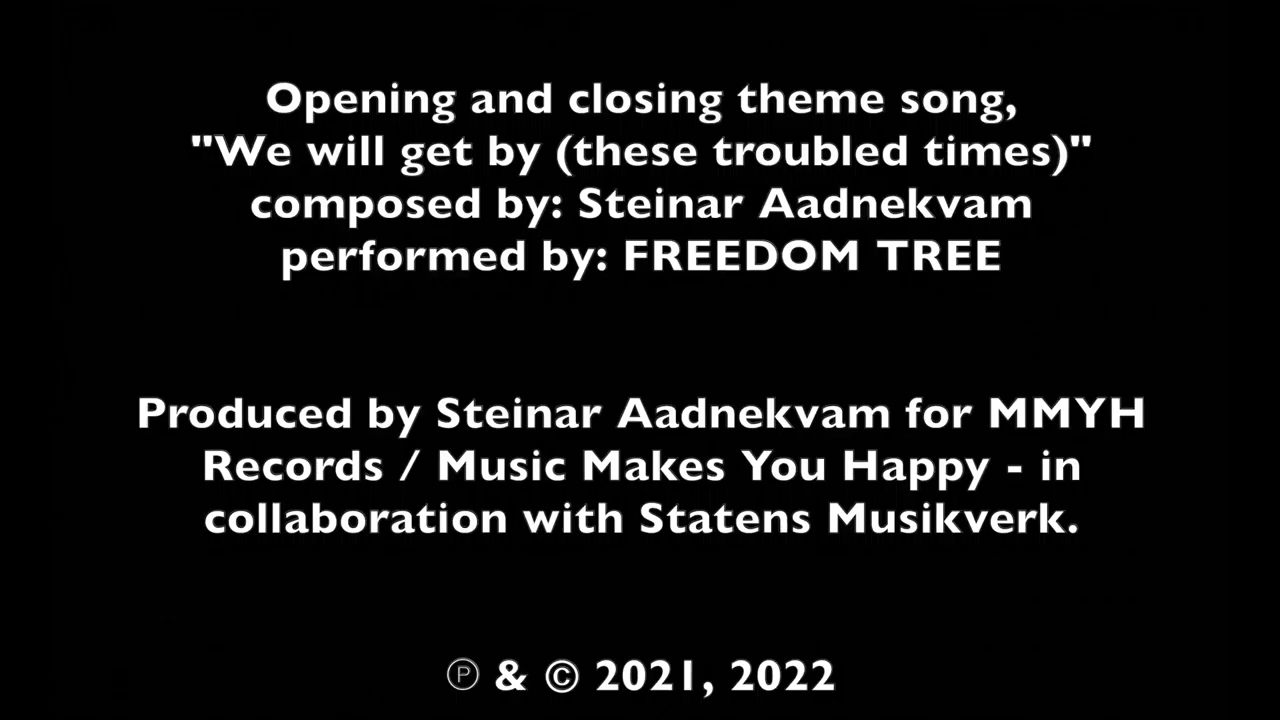 Opening and closing theme song,
"We will get by (these troubled times)"
composed by: Steinar Aadnekvam
performed by: FREEDOM TREE
Produced by Steinar Aadnekvam for MMYH
Records / Music Makes You Happy - in
collaboration with Statens Musikverk.
℗ & © 2021, 2022